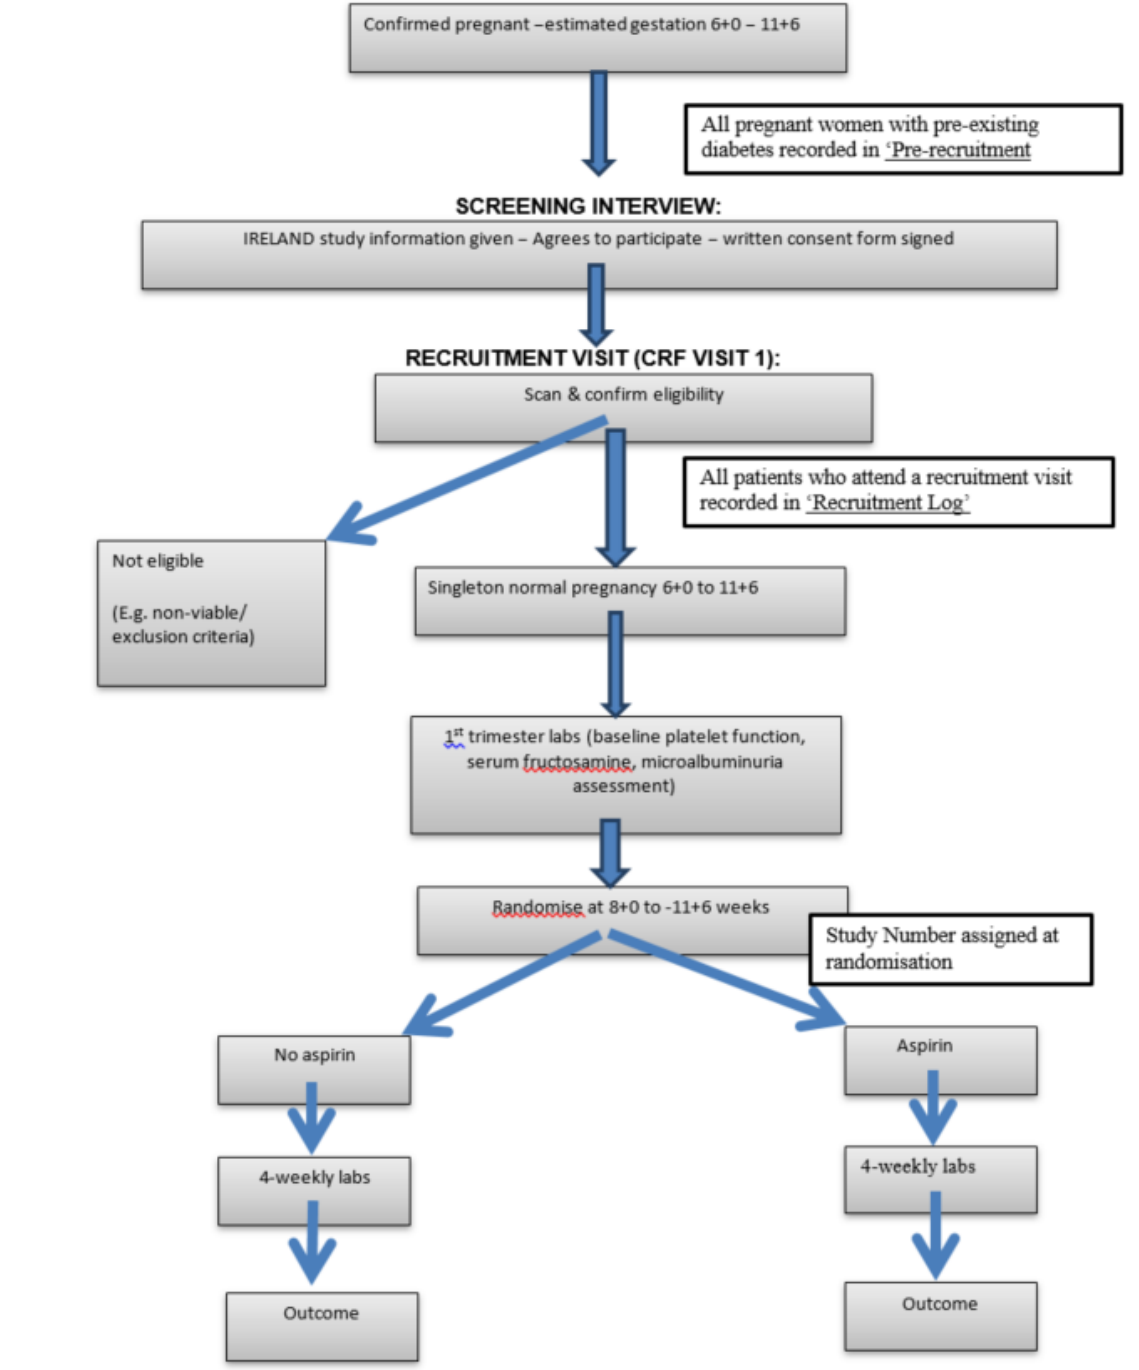 Confirmed pregnant –estimated gestation 6+0 – 11+6
All pregnant women with pre-existing
diabetes recorded in ‘Pre-recruitment
SCREENING INTERVIEW:
IRELAND study information given – Agrees to participate – written consent form signed
RECRUITMENT VISIT (CRF VISIT 1):
Scan & confirm eligibility
All patients who attend a recruitment visit
recorded in ‘Recruitment Log’
Not eligible
(E.g. non-viable/
exclusion criteria)
Singleton normal pregnancy 6+0 to 11+6
1st trimester labs (baseline platelet function,
serum fructosamine, microalbuminuria
assessment)
Randomise at 8+0 to -11+6 weeks
Study Number assigned at
randomisation
No aspirin
Aspirin
4-weekly labs
4-weekly labs
Outcome
Outcome